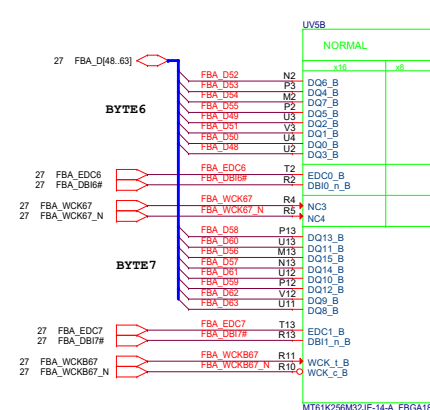 UV5B
NORMAL
x16 x8
27 FBA_D[48..63]
FBA_D52 N2 DQ6_B
FBA_D53 P3 DQ4_B
FBA_D54 M2 DQ7_B
BYTE6 FBA_D55 P2 DQ5_B
FBA_D49 U3 DQ2_B
FBA_D51 V3 DQ1_B
FBA_D50 U4 DQ0_B
FBA_D48 U2 DQ3_B
27 FBA_EDC6 FBA_EDC6 T2 EDC0_B
27 FBA_DBI6# FBA_DBI6# R2 DBI0_n_B
27 FBA_WCK67 FBA_WCK67 R4 NC3
27 FBA_WCK67_N FBA_WCK67_N R5 NC4
FBA_D58 P13 DQ13_B
FBA_D60 U13 DQ11_B
FBA_D56 M13 DQ15_B
BYTE7 FBA_D57 N13 DQ14_B
FBA_D61 U12 DQ10_B
FBA_D59 P12 DQ12_B
FBA_D62 V12 DQ9_B
FBA_D63 U11 DQ8_B
27 FBA_EDC7 FBA_EDC7 T13 EDC1_B
27 FBA_DBI7# FBA_DBI7# R13 DBI1_n_B
27 FBA_WCKB67 FBA_WCKB67 R11 WCK_t_B
27 FBA_WCKB67_N FBA_WCKB67_N R10 WCK_c_B
MT61K256M32JE-14-A_FBGA18